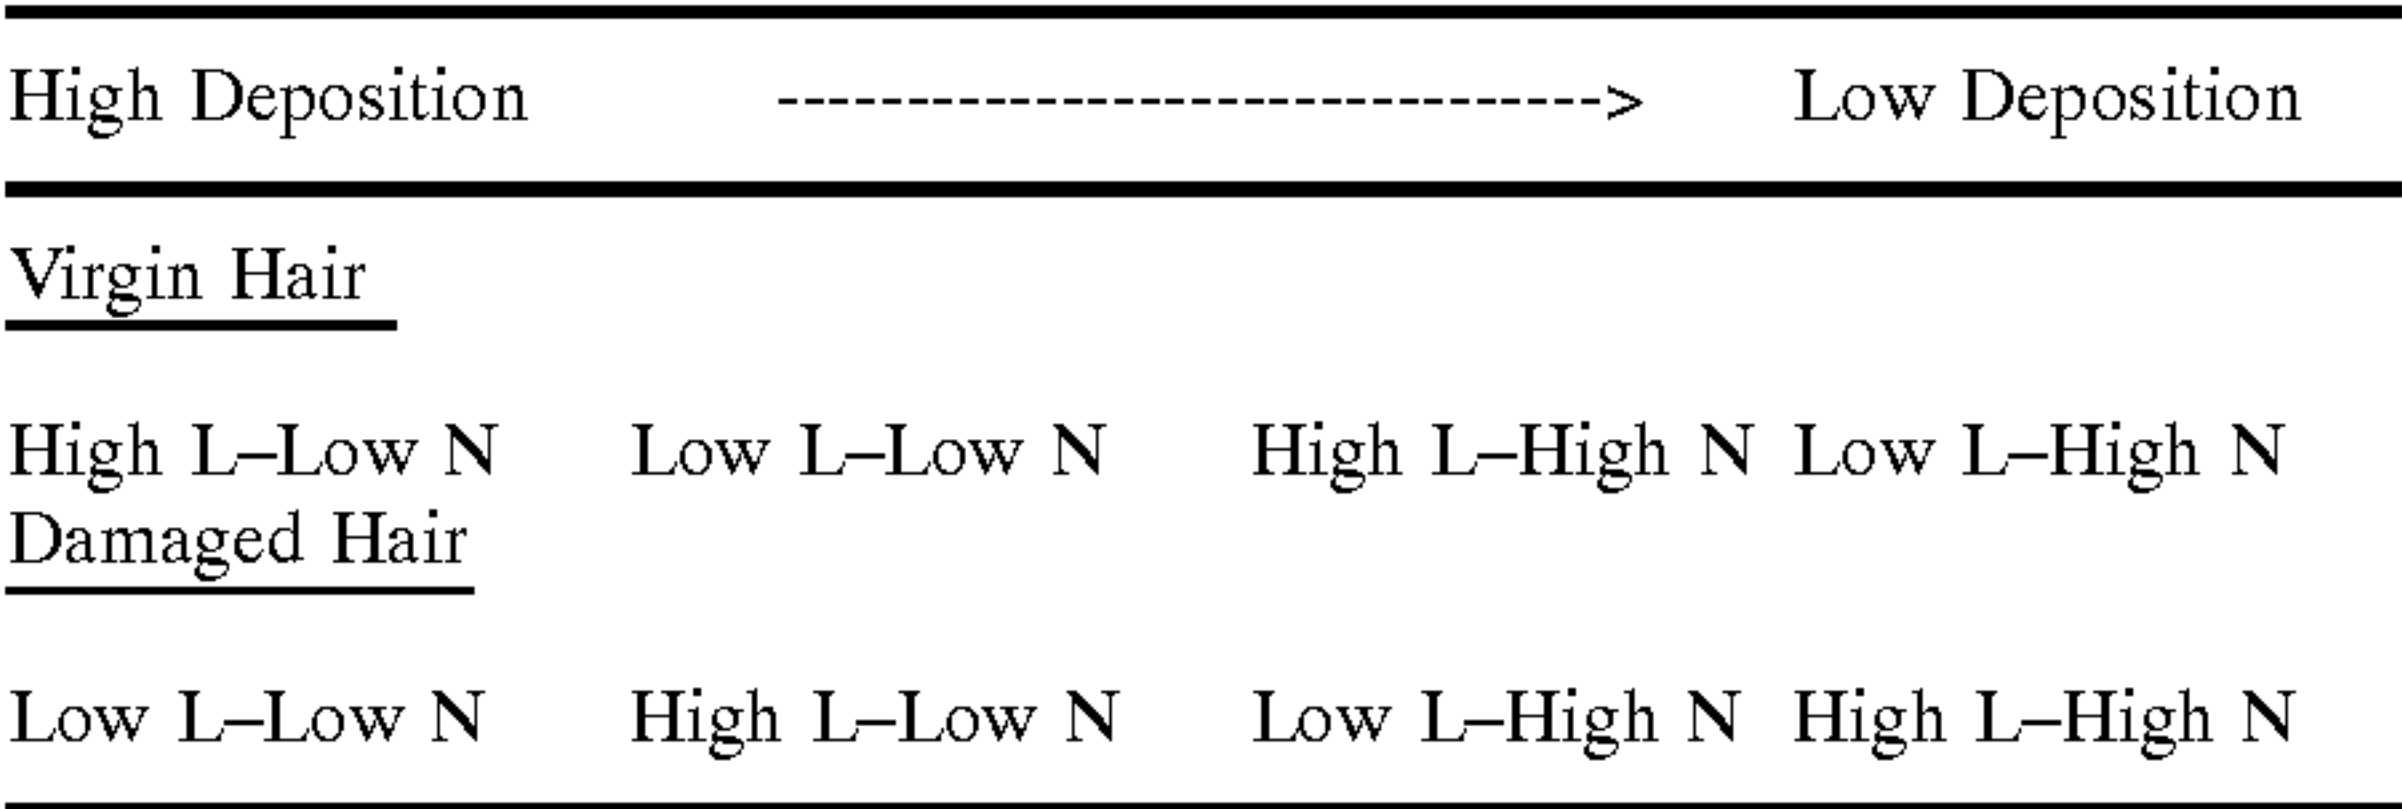 High Deposition --------------------------------> Low Deposition
Virgin Hair
High L–Low N Low L–Low N High L–High N Low L–High N
Damaged Hair
Low L–Low N High L–Low N Low L–High N High L–High N